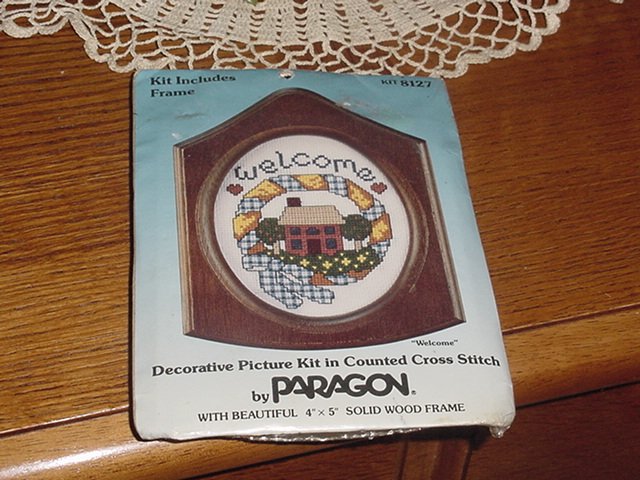 Kit Includes
Frame
KIT 8127
welcome
"Welcome"
Decorative Picture Kit in Counted Cross Stitch
by PARAGON®
WITH BEAUTIFUL 4" × 5" SOLID WOOD FRAME